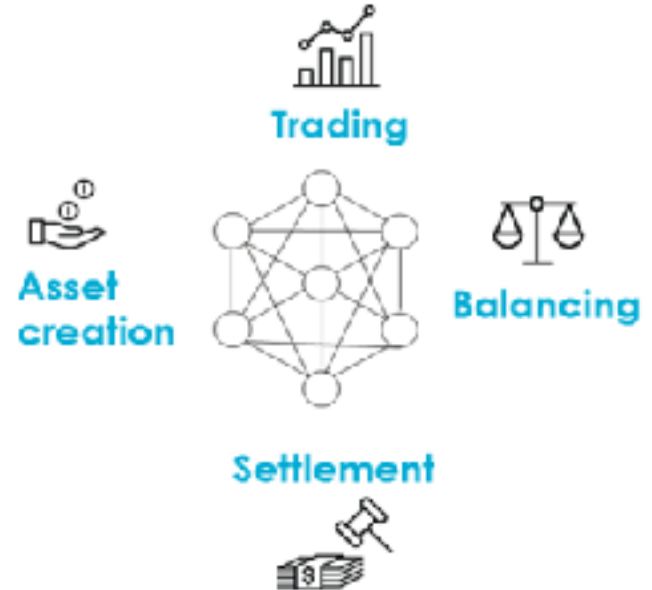 Trading
Asset
creation
Balancing
Settlement
$